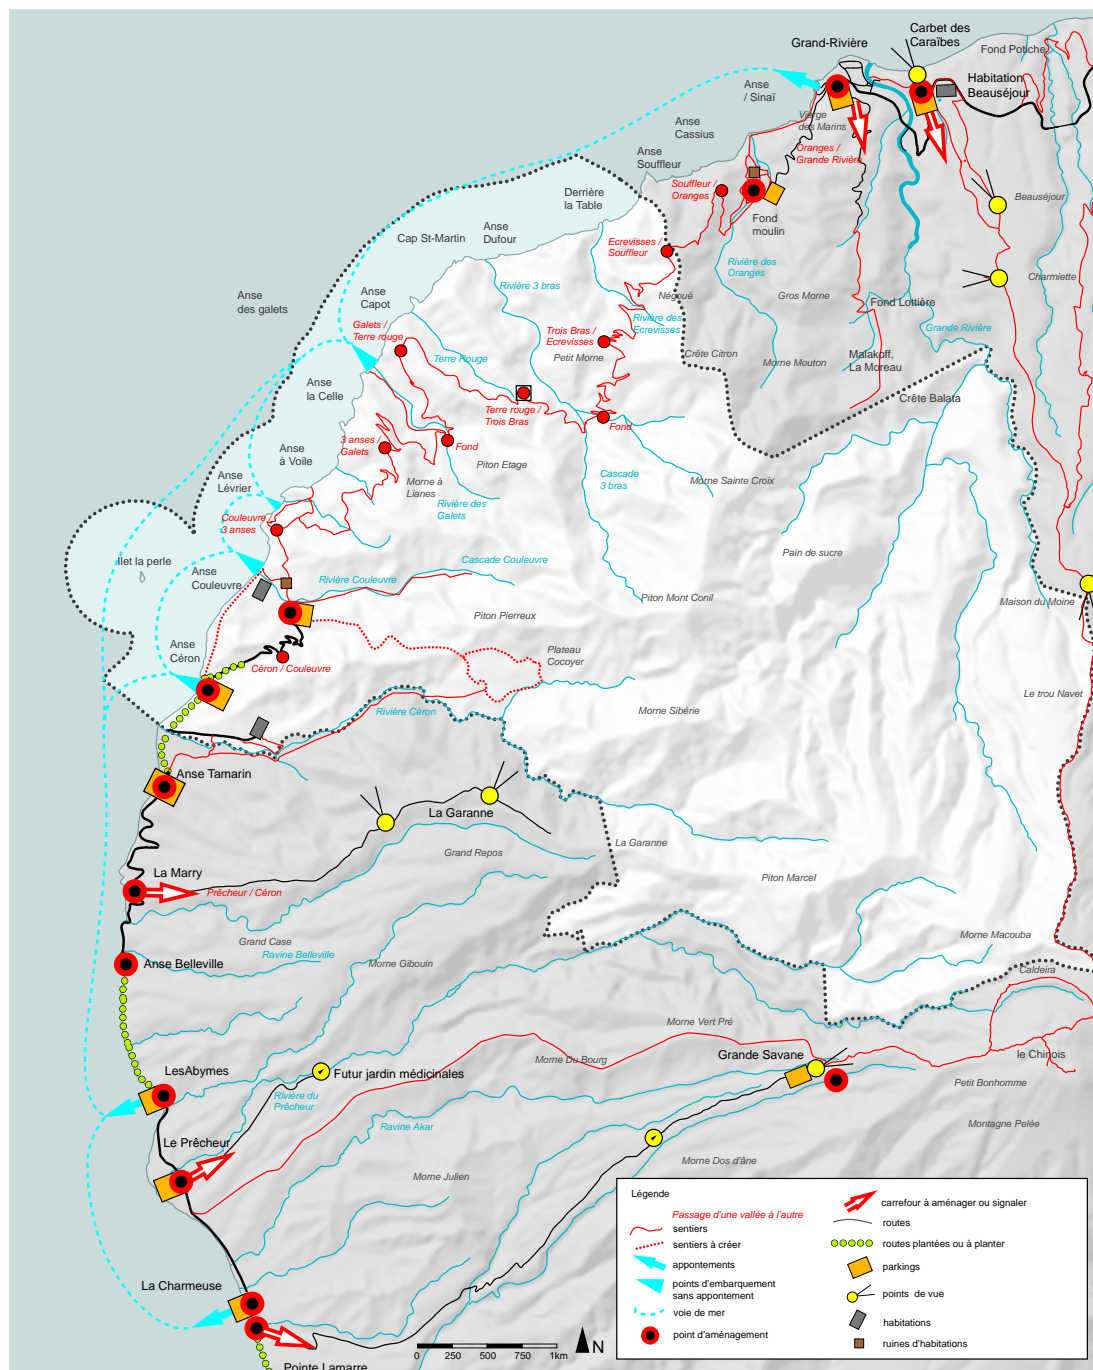 Grand-Rivière
Carbet des
Caraïbes
Fond Potiche
Habitation
Beauséjour
Anse
/ Sinaï
Vierge
des Marins
Anse
Cassius
Oranges /
Grande Rivière
Anse
Souffleur
Souffleur /
Oranges
Derrière
la Table
Fond
moulin
Beauséjour
Anse
Dufour
Cap St-Martin
Ecrevisses /
Souffleur
Rivière des
Oranges
Charmiette
Anse
des galets
Anse
Capot
Rivière 3 bras
Négoué
Gros Morne
Fond Lottière
Galets /
Terre rouge
Trois Bras /
Ecrevisses
Rivière des
Ecrevisses
Grande Rivière
Terre Rouge
Petit Morne
Crête Citron
Morne Mouton
Malakoff,
La Moreau
Anse
la Celle
Crête Balata
Terre rouge /
Trois Bras
Fond
3 anses /
Galets
Fond
Anse
à Voile
Piton Etage
Cascade
3 bras
Morne Sainte Croix
Anse
Lévrier
Morne à
Lianes
Rivière des
Galets
Couleuvre
3 anses
Ilet la perle
Anse
Couleuvre
Cascade Couleuvre
Rivière Couleuvre
Pain de sucre
Piton Mont Conil
Maison du Moine
Piton Pierreux
Anse
Céron
Plateau
Cocoyer
Céron / Couleuvre
Le trou Navet
Rivière Céron
Morne Sibérie
Anse Tamarin
La Garanne
La Garanne
Grand Repos
La Marry
Prêcheur / Céron
Piton Marcel
Grand Case
Ravine Belleville
Anse Belleville
Morne Gibouin
Morne Macouba
Caldeira
Morne Vert Pré
Morne Du Bourg
Grande Savane
le Chinois
LesAbymes
Futur jardin médicinales
Petit Bonhomme
Rivière du
Prêcheur
Montagne Pelée
Ravine Akar
Le Prêcheur
Morne Dos d'âne
Morne Julien
La Charmeuse
Pointe Lamarre
0 250 500 750 1km
N
Légende
Passage d'une vallée à l'autre
sentiers
sentiers à créer
appontements
points d'embarquement
sans appontement
voie de mer
point d'aménagement
carrefour à aménager ou signaler
routes
routes plantées ou à planter
parkings
points de vue
habitations
ruines d'habitations